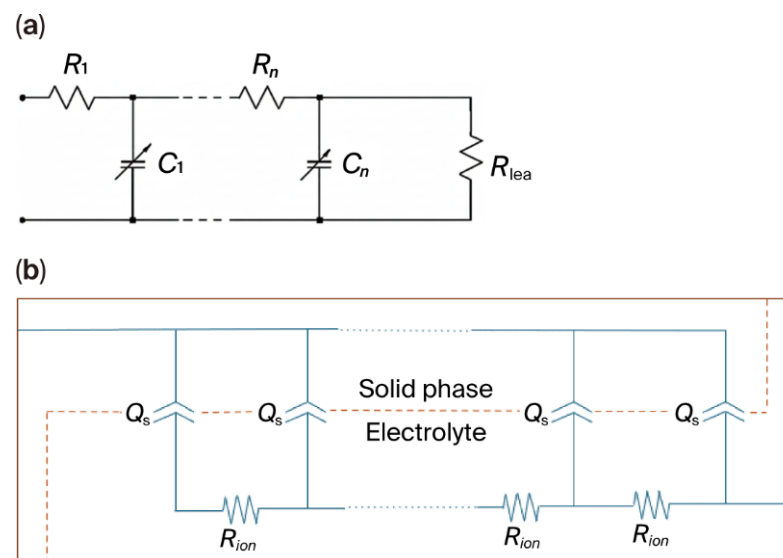 (a)
R1 Rn
C1 Cn Rlea
(b)
Solid phase
Qs Qs Qs Qs
Electrolyte
Rion Rion Rion